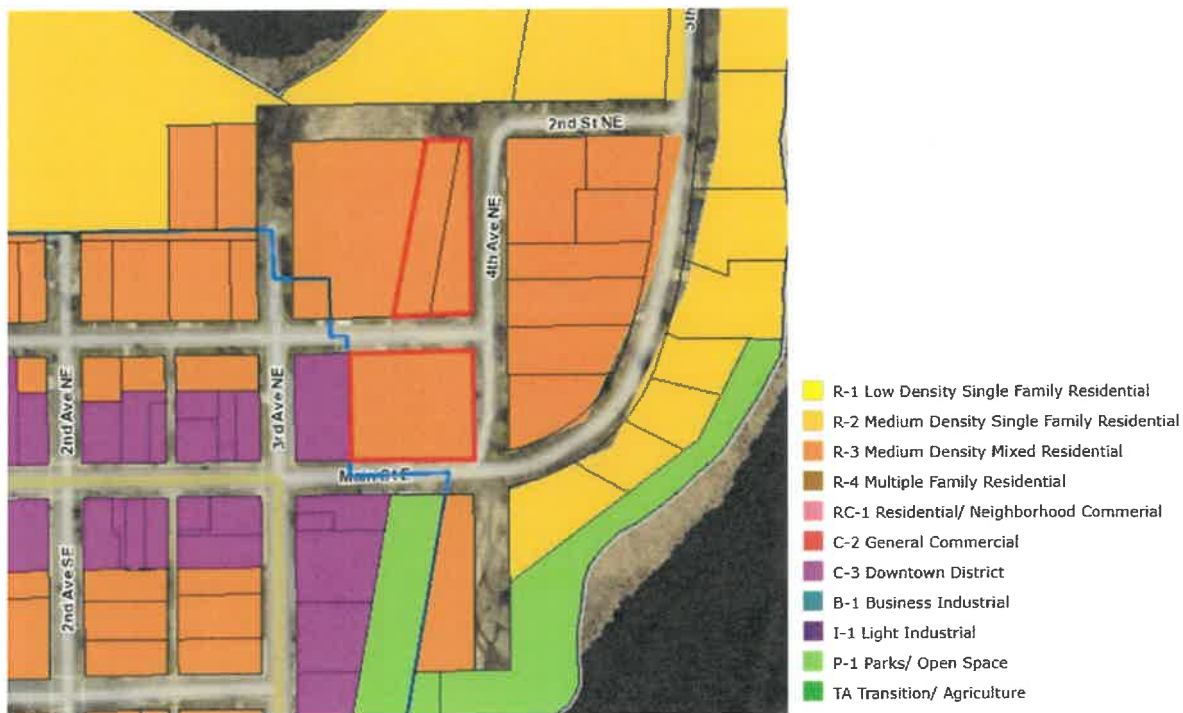 5th
2nd St NE
4th Ave NE
2nd Ave NE
3rd Ave NE
Main St E
2nd Ave SE
R-1 Low Density Single Family Residential
R-2 Medium Density Single Family Residential
R-3 Medium Density Mixed Residential
R-4 Multiple Family Residential
RC-1 Residential/ Neighborhood Commerial
C-2 General Commercial
C-3 Downtown District
B-1 Business Industrial
I-1 Light Industrial
P-1 Parks/ Open Space
TA Transition/ Agriculture